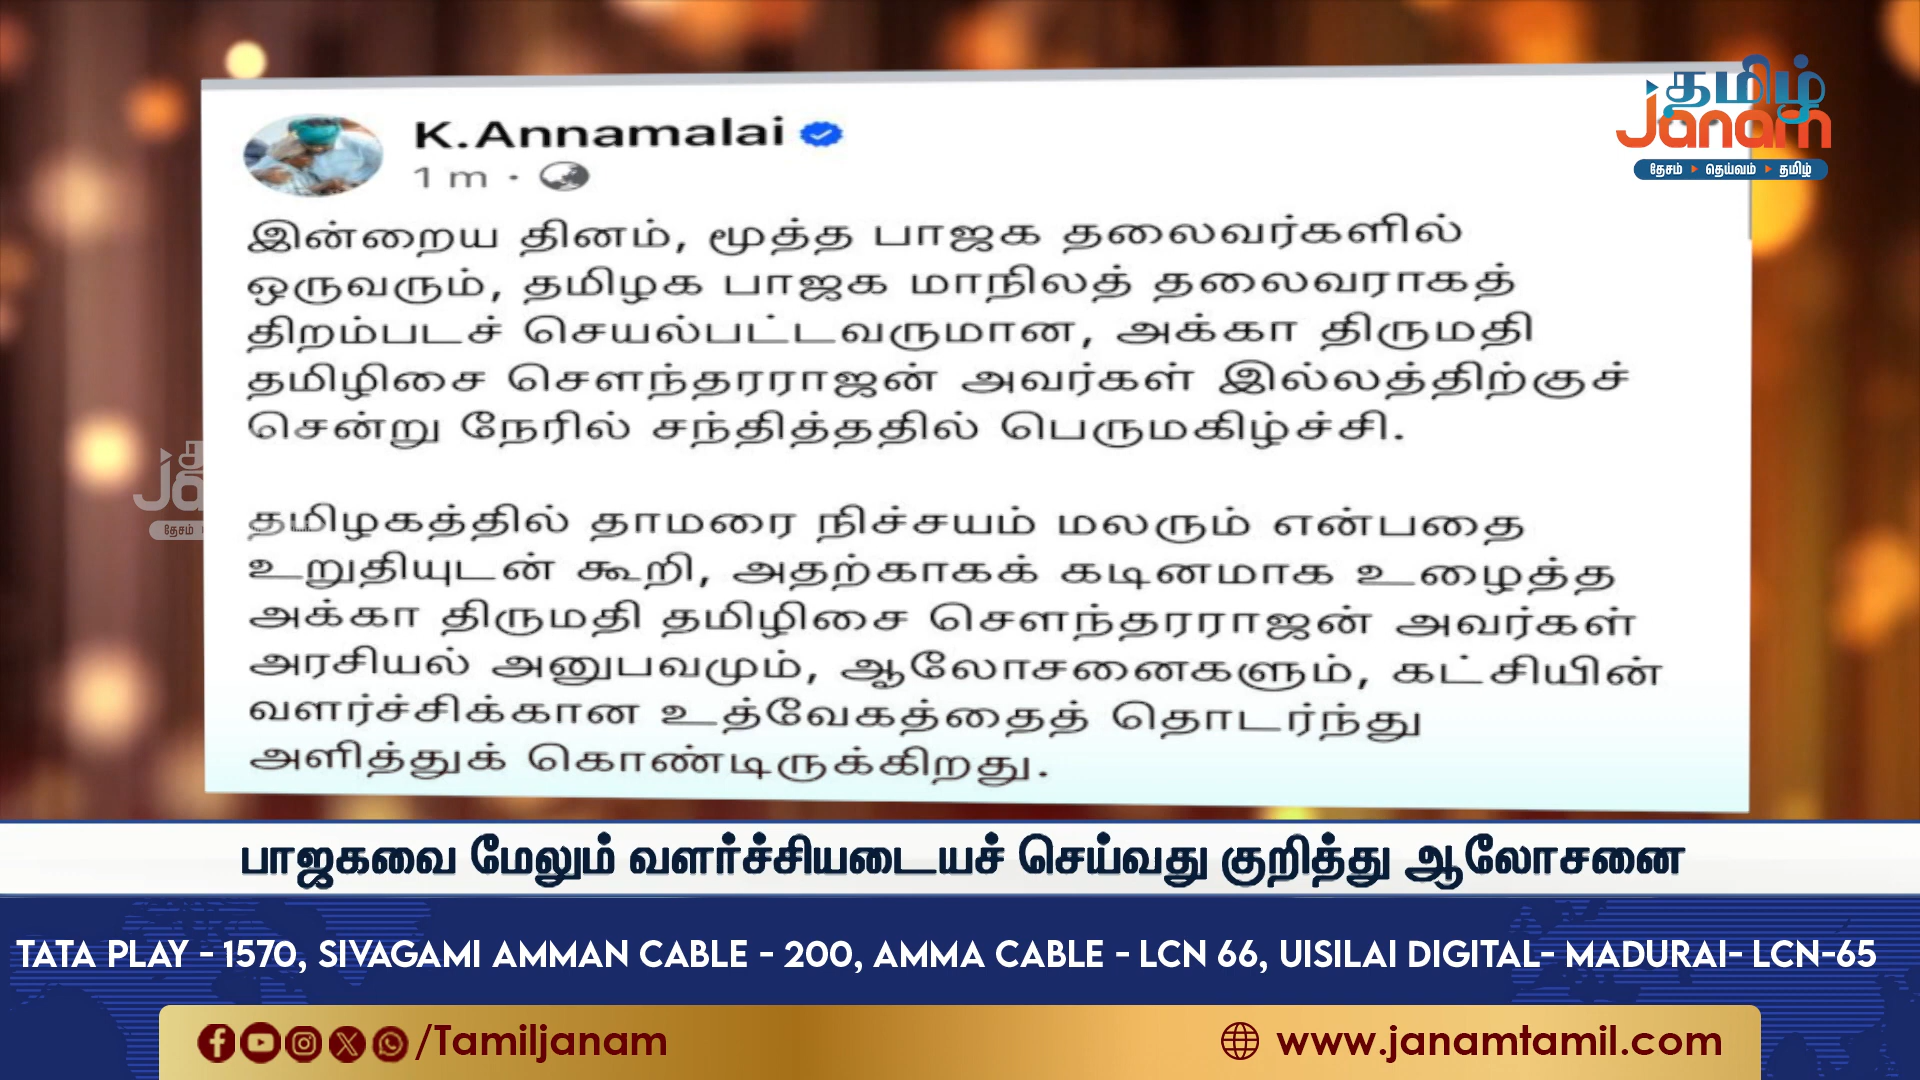 தமிழ்
Janam
தேசம் தெய்வம் தமிழ்
K.Annamalai
1 m ·
இன்றைய தினம், மூத்த பாஜக தலைவர்களில்
ஒருவரும், தமிழக பாஜக மாநிலத் தலைவராகத்
திறம்படச் செயல்பட்டவருமான, அக்கா திருமதி
தமிழிசை சௌந்தரராஜன் அவர்கள் இல்லத்திற்குச்
சென்று நேரில் சந்தித்ததில் பெருமகிழ்ச்சி.
தமிழகத்தில் தாமரை நிச்சயம் மலரும் என்பதை
உறுதியுடன் கூறி, அதற்காகக் கடினமாக உழைத்த
அக்கா திருமதி தமிழிசை சௌந்தரராஜன் அவர்கள்
அரசியல் அனுபவமும், ஆலோசனைகளும், கட்சியின்
வளர்ச்சிக்கான உத்வேகத்தைத் தொடர்ந்து
அளித்துக் கொண்டிருக்கிறது.
பாஜகவை மேலும் வளர்ச்சியடையச் செய்வது குறித்து ஆலோசனை
TATA PLAY - 1570, SIVAGAMI AMMAN CABLE - 200, AMMA CABLE - LCN 66, UISILAI DIGITAL- MADURAI- LCN-65
/Tamiljanam
www.janamtamil.com